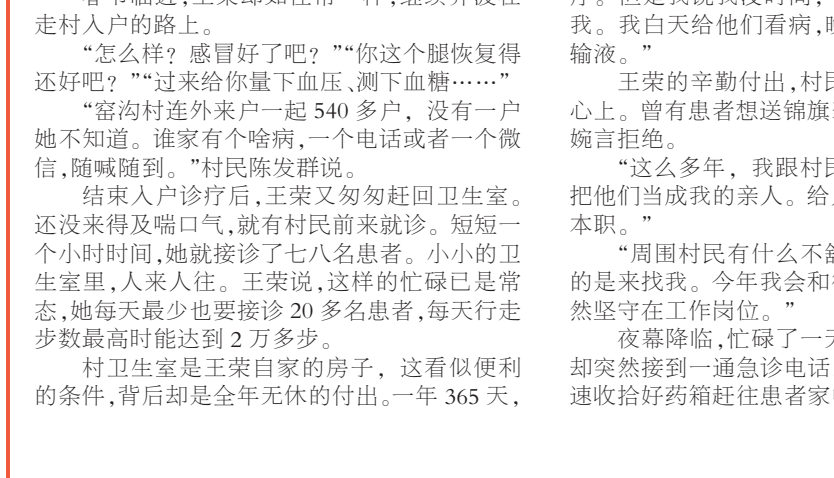 走村入户的路上。
“怎么样？感冒好了吧？”“你这个腿恢复得
还好吧？”“过来给你量下血压、测下血糖……”
“窑沟村连外来户一起 540 多户，没有一户
她不知道。谁家有个啥病，一个电话或者一个微
信，随喊随到。”村民陈发群说。
结束入户诊疗后，王荣又匆匆赶回卫生室。
还没来得及喘口气，就有村民前来就诊。短短一
个小时时间，她就接诊了七八名患者。小小的卫
生室里，人来人往。王荣说，这样的忙碌已是常
态，她每天最少也要接诊 20 多名患者，每天行走
步数最高时能达到 2 万多步。
村卫生室是王荣自家的房子，这看似便利
的条件，背后却是全年无休的付出。一年 365 天，
我。我白天给他们看病，
输液。”
王荣的辛勤付出，村
心上。曾有患者想送锦旗
婉言拒绝。
“这么多年，我跟村
把他们当成我的亲人。给
本职。”
“周围村民有什么不
的是来找我。今年我会和
然坚守在工作岗位。”
夜幕降临，忙碌了一
却突然接到一通急诊电话
速收拾好药箱赶往患者家